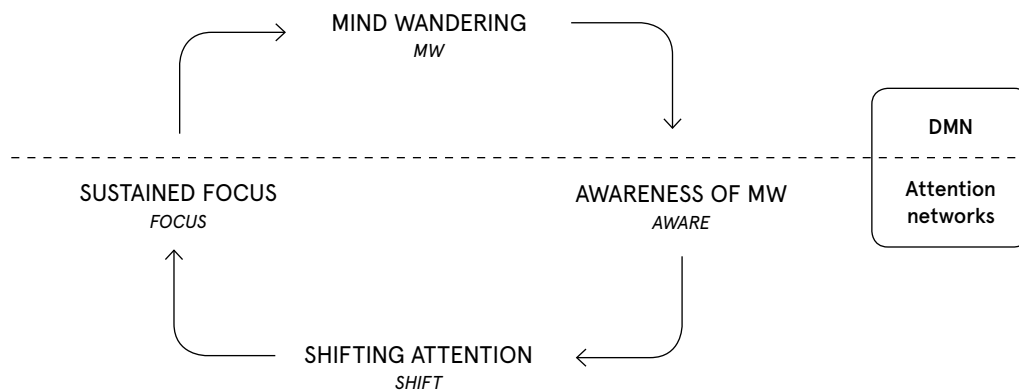 MIND WANDERING
MW
DMN
SUSTAINED FOCUS
FOCUS
AWARENESS OF MW
AWARE
Attention
networks
SHIFTING ATTENTION
SHIFT